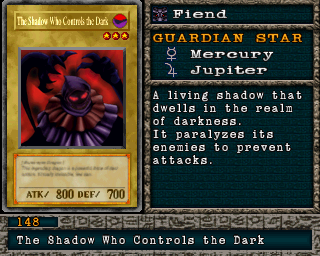 The Shadow Who Controls the Dark
ATK/ 800 DEF/ 700
Fiend
GUARDIAN STAR
Mercury
Jupiter
A living shadow that
dwells in the realm
of darkness.
It paralyzes its
enemies to prevent
attacks.
148
The Shadow Who Controls the Dark